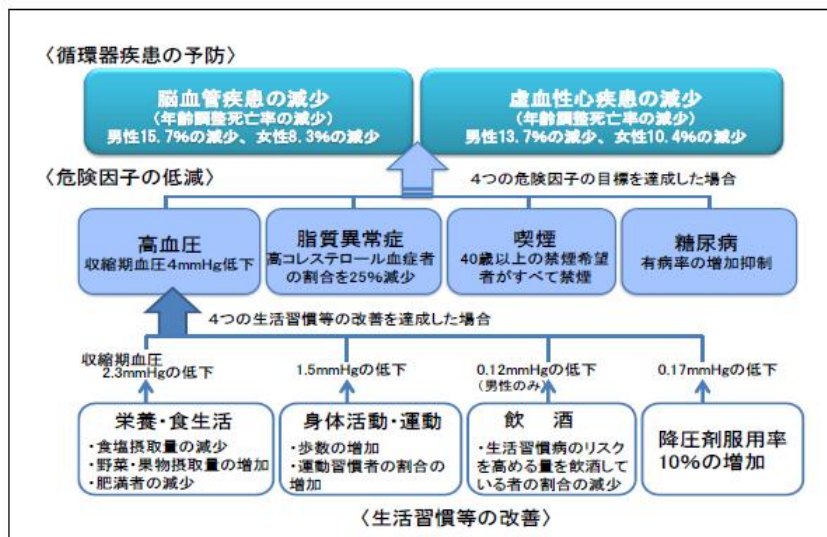 〈循環器疾患の予防〉
脳血管疾患の減少
(年齢調整死亡率の減少)
男性15.7%の減少、女性8.3%の減少
虚血性心疾患の減少
(年齢調整死亡率の減少)
男性13.7%の減少、女性10.4%の減少
〈危険因子の低減〉
4つの危険因子の目標を達成した場合
高血圧
収縮期血圧4mmHg低下
脂質異常症
高コレステロール血症者
の割合を25%減少
喫煙
40歳以上の禁煙希望
者がすべて禁煙
糖尿病
有病率の増加抑制
4つの生活習慣等の改善を達成した場合
収縮期血圧
2.3mmHgの低下
1.5mmHgの低下
0.12mmHgの低下
(男性のみ)
0.17mmHgの低下
栄養・食生活
・食塩摂取量の減少
・野菜・果物摂取量の増加
・肥満者の減少
身体活動・運動
・歩数の増加
・運動習慣者の割合の
増加
飲 酒
・生活習慣病のリスク
を高める量を飲酒して
いる者の割合の減少
降圧剤服用率
10%の増加
〈生活習慣等の改善〉